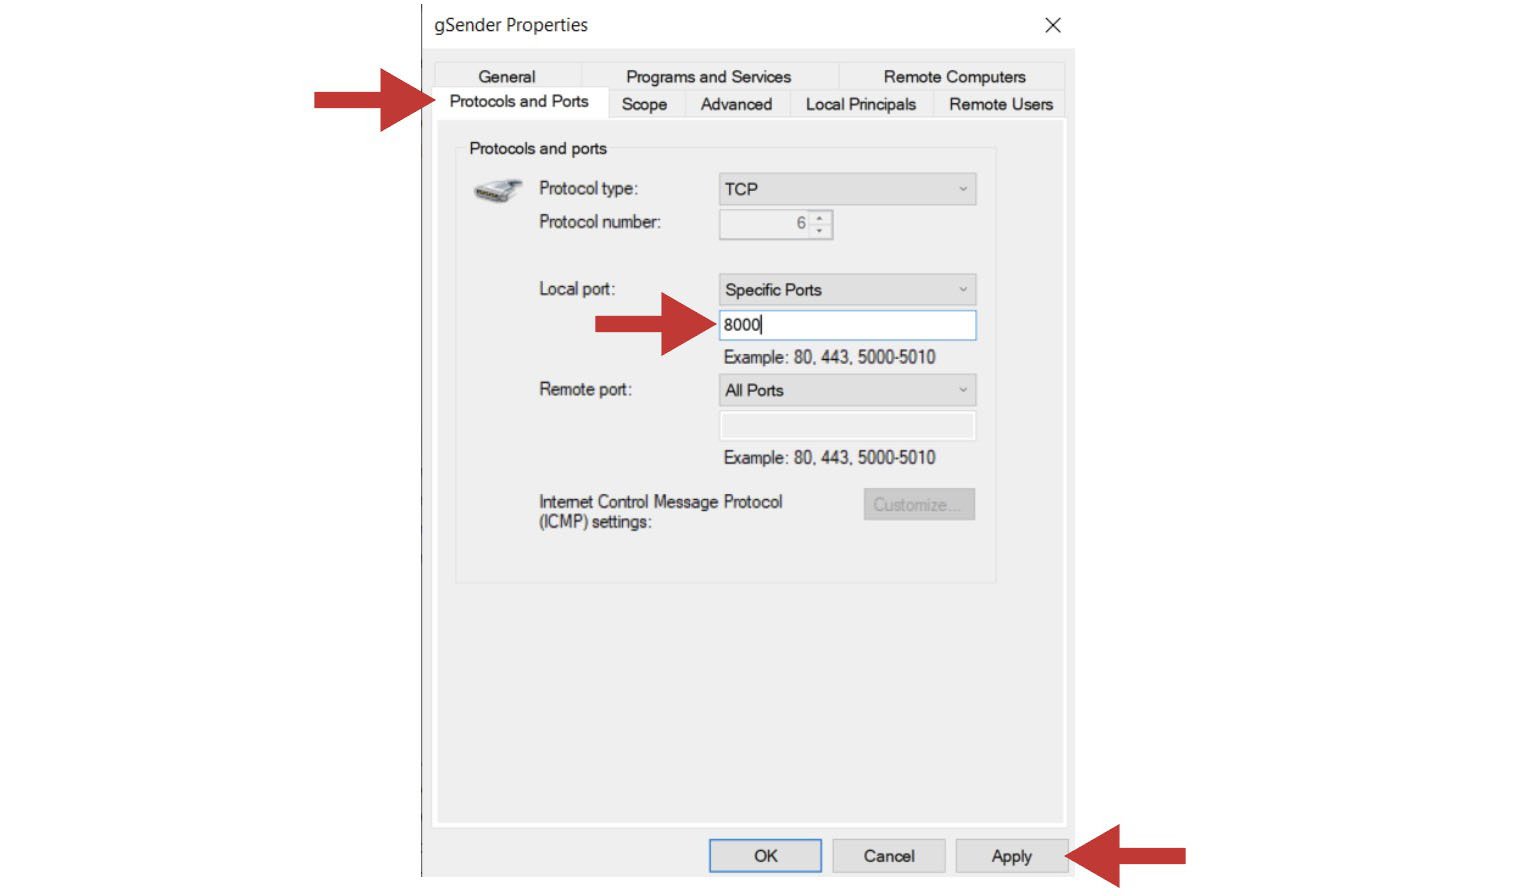 gSender Properties
General Programs and Services Remote Computers
Protocols and Ports Scope Advanced Local Principals Remote Users
Protocols and ports
Protocol type: TCP
Protocol number: 6
Local port: Specific Ports
8000
Example: 80, 443, 5000-5010
Remote port: All Ports
Example: 80, 443, 5000-5010
Internet Control Message Protocol
(ICMP) settings:
Customize...
OK Cancel Apply